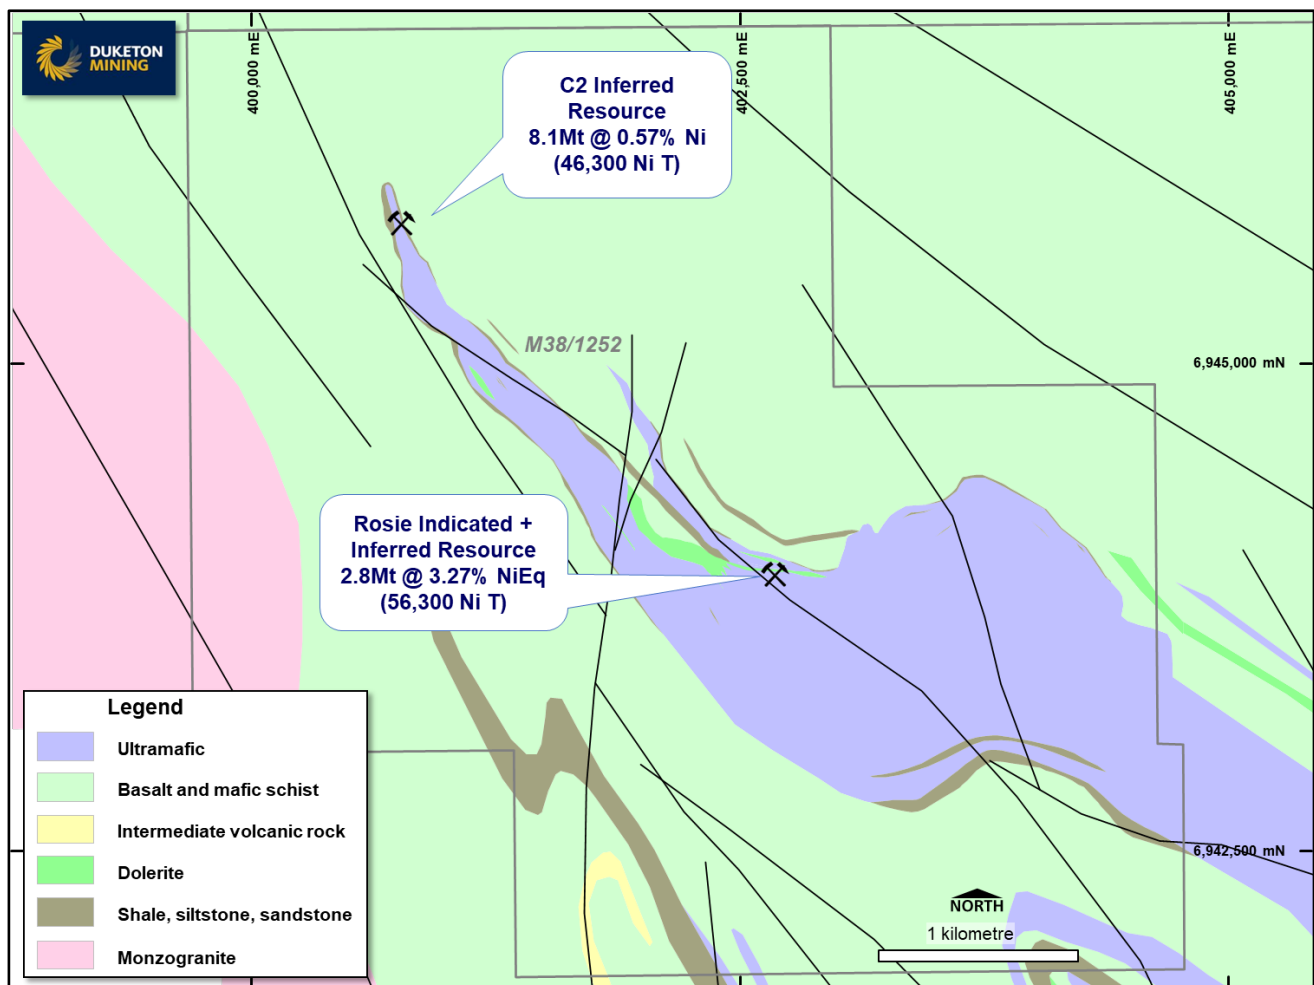 DUKETON
MINING
400,000 mE
402,500 mE
405,000 mE
C2 Inferred
Resource
8.1Mt @ 0.57% Ni
(46,300 Ni T)
M38/1252
6,945,000 mN
Rosie Indicated +
Inferred Resource
2.8Mt @ 3.27% NiEq
(56,300 Ni T)
Legend
Ultramafic
Basalt and mafic schist
Intermediate volcanic rock
Dolerite
Shale, siltstone, sandstone
Monzogranite
6,942,500 mN
NORTH
1 kilometre